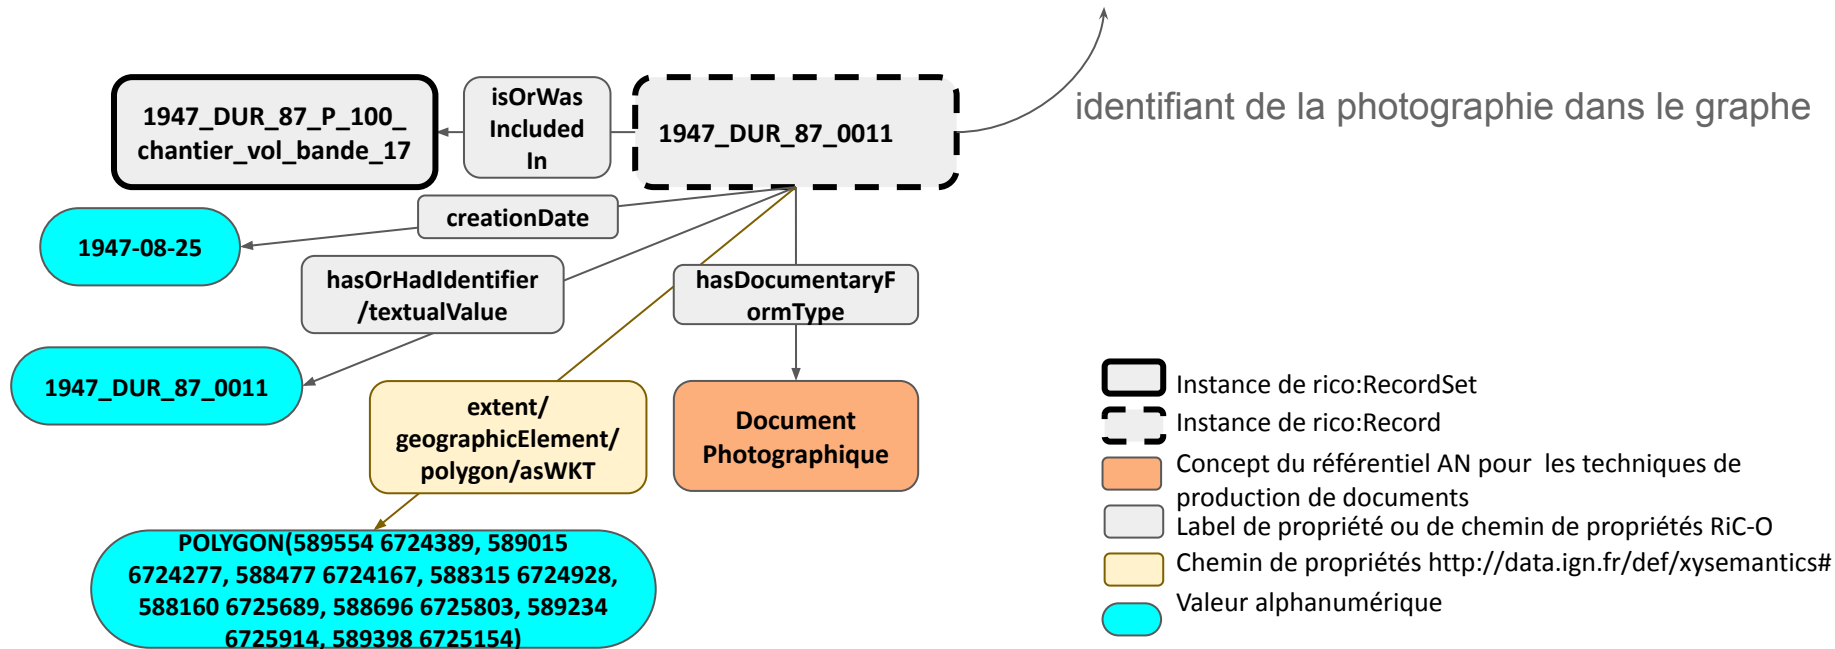 1947_DUR_87_P_100_
chantier_vol_bande_17
isOrWas
Included
In
1947_DUR_87_0011
identifiant de la photographie dans le graphe
creationDate
1947-08-25
hasOrHadIdentifier
/textualValue
hasDocumentaryF
ormType
1947_DUR_87_0011
extent/
geographicElement/
polygon/asWKT
Document
Photographique
POLYGON(589554 6724389, 589015
6724277, 588477 6724167, 588315 6724928,
588160 6725689, 588696 6725803, 589234
6725914, 589398 6725154)
Instance de rico:RecordSet
Instance de rico:Record
Concept du référentiel AN pour les techniques de
production de documents
Label de propriété ou de chemin de propriétés RiC-O
Chemin de propriétés http://data.ign.fr/def/xysemantics#
Valeur alphanumérique